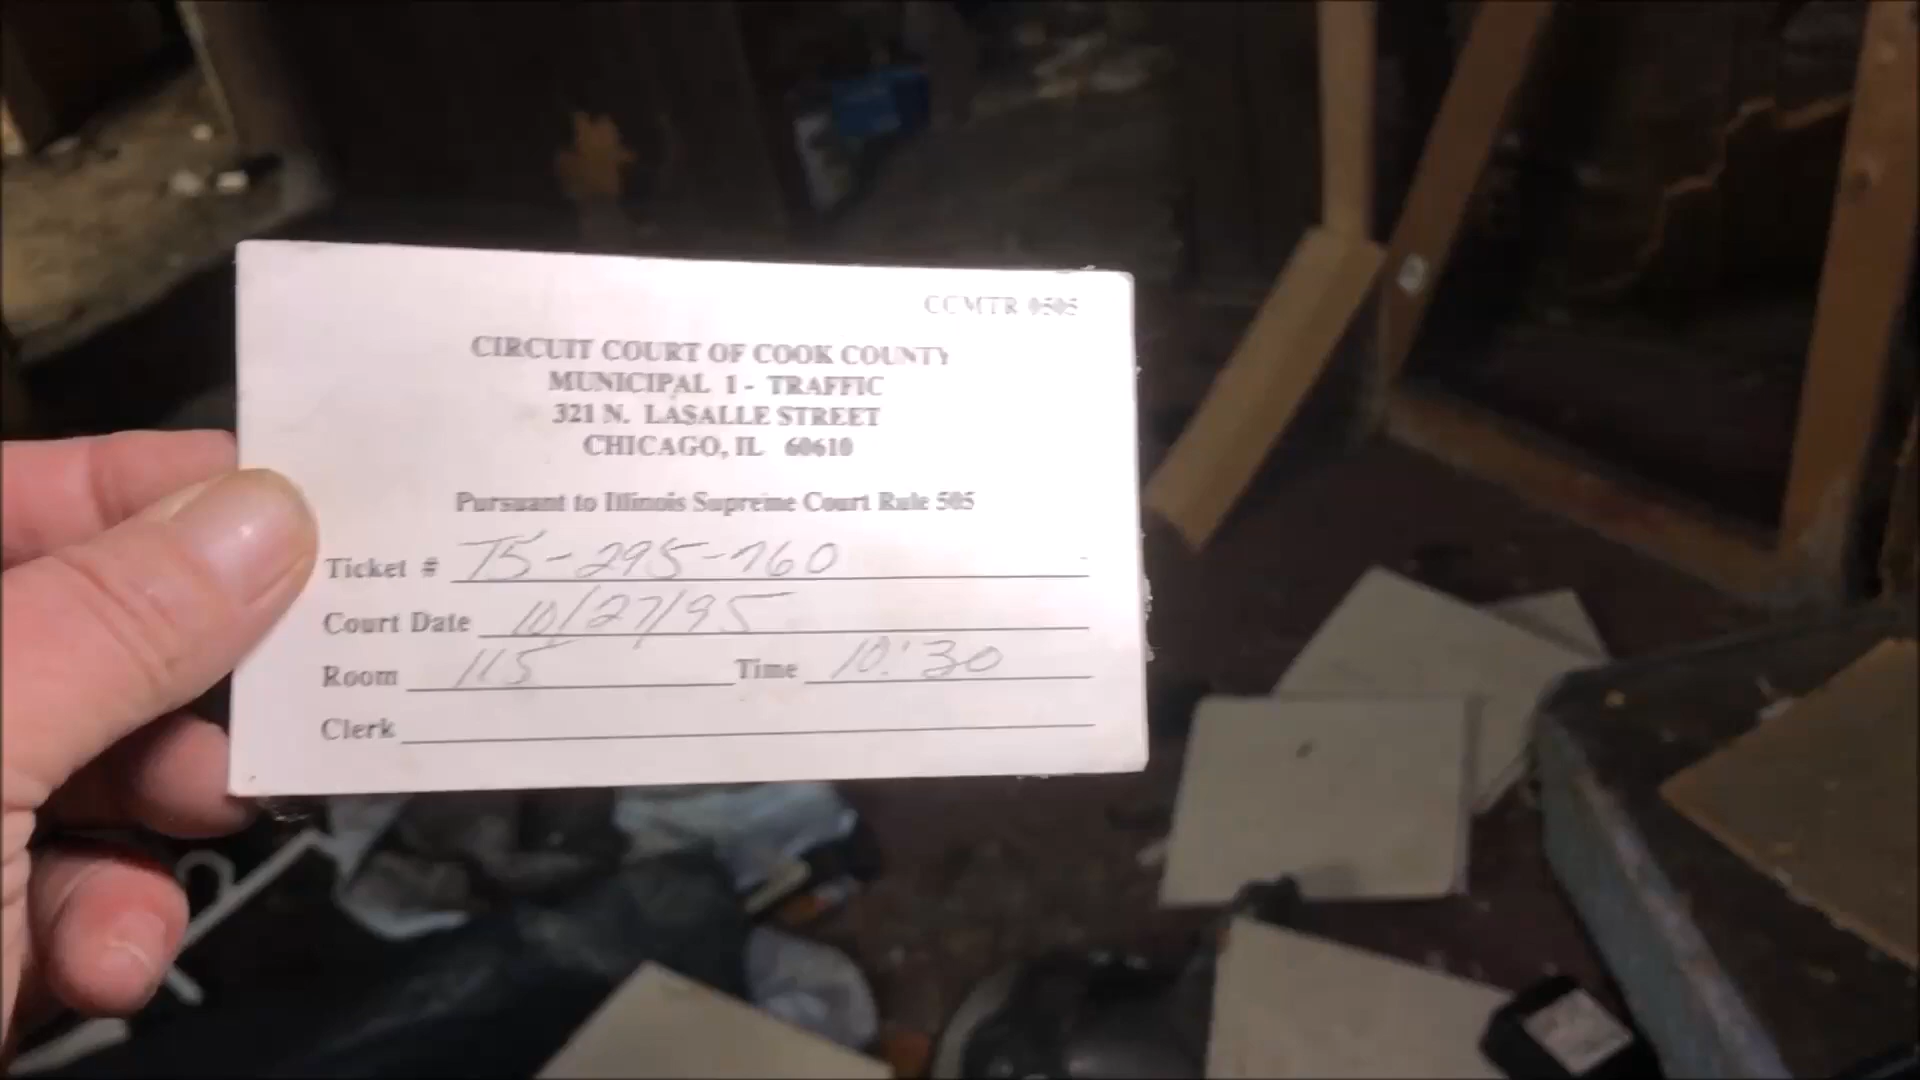 CCMTR 0505
CIRCUIT COURT OF COOK COUNTY
MUNICIPAL 1 - TRAFFIC
321 N. LASALLE STREET
CHICAGO, IL 60610
Pursuant to Illinois Supreme Court Rule 505
Ticket # T5-295-760
Court Date 10/27/95
Room 115 Time 10:30
Clerk